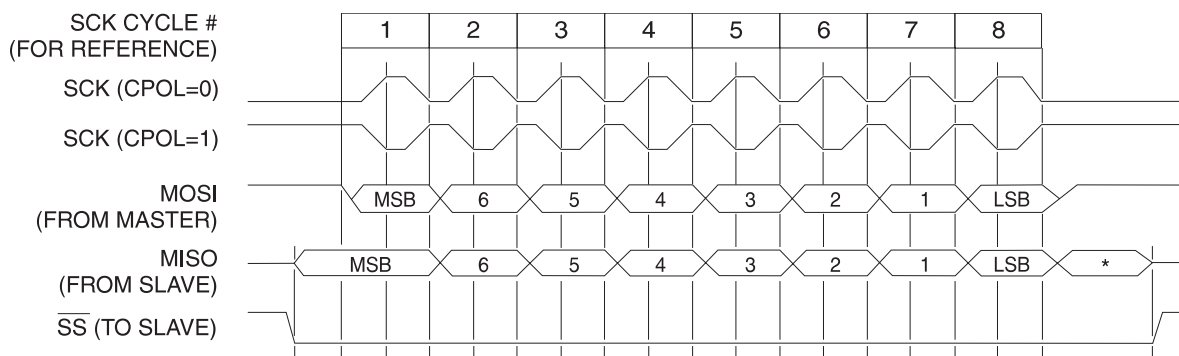 SCK CYCLE #
(FOR REFERENCE)
1 2 3 4 5 6 7 8
SCK (CPOL=0)
SCK (CPOL=1)
MOSI
(FROM MASTER)
MSB 6 5 4 3 2 1 LSB
MISO
(FROM SLAVE)
MSB 6 5 4 3 2 1 LSB *
SS (TO SLAVE)